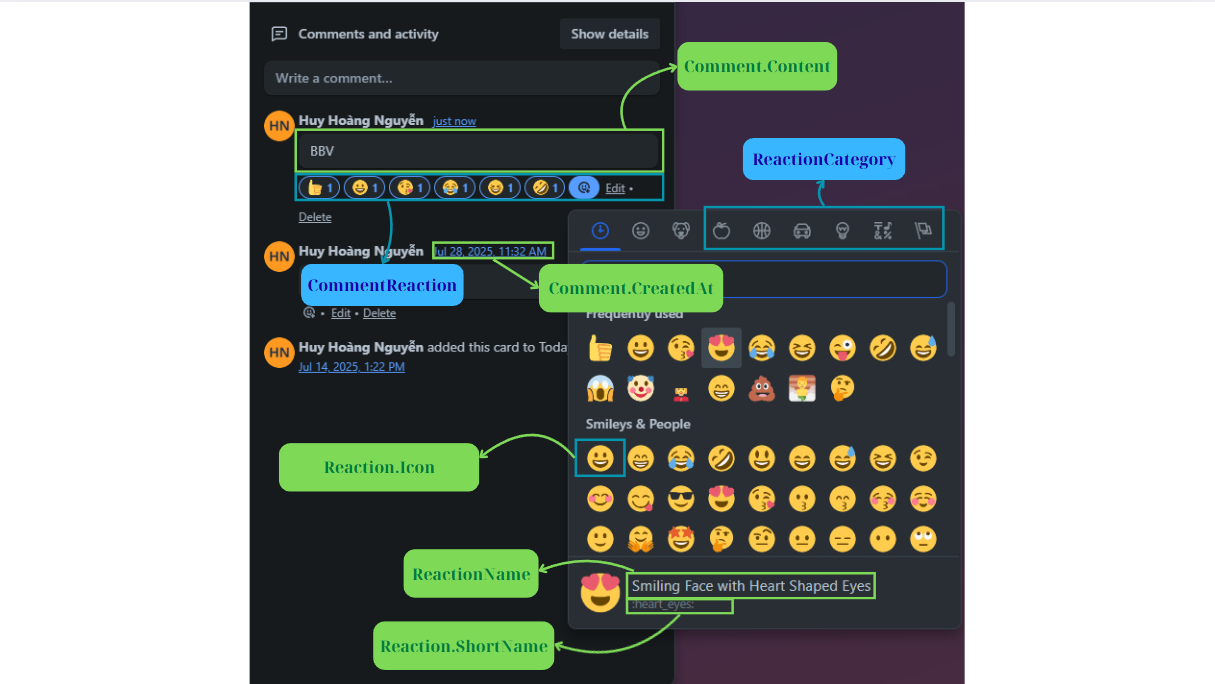 Comments and activity
Show details
Write a comment...
Comment.Content
HN
Huy Hoàng Nguyễn just now
BBV
ReactionCategory
1 1 1 1 1 1 Edit •
Delete
HN
Huy Hoàng Nguyễn Jul 28, 2025, 11:32 AM
CommentReaction
Comment.CreatedAt
• Edit • Delete
Frequently used
HN
Huy Hoàng Nguyễn added this card to Toda
Jul 14, 2025, 1:22 PM
Smileys & People
Reaction.Icon
ReactionName
Smiling Face with Heart Shaped Eyes
:heart_eyes:
Reaction.ShortName